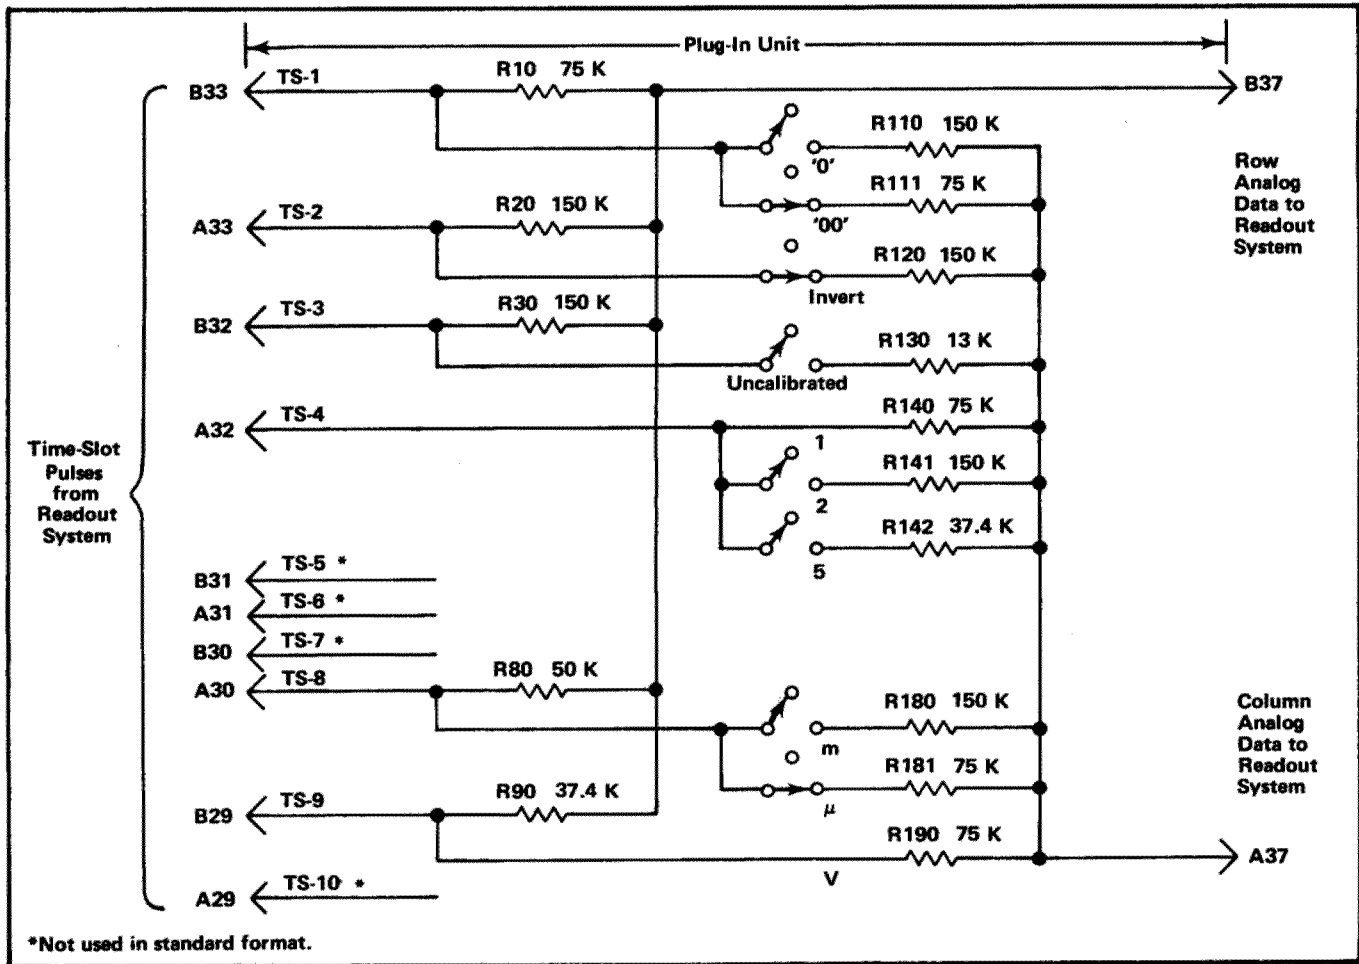 Plug-In Unit
B33 TS-1 R10 75 K B37
R110 150 K
'0'
Row
Analog
Data to
Readout
System
R111 75 K
'00'
A33 TS-2 R20 150 K
R120 150 K
Invert
B32 TS-3 R30 150 K
R130 13 K
Uncalibrated
A32 TS-4 R140 75 K
1
R141 150 K
2
R142 37.4 K
5
Time-Slot
Pulses
from
Readout
System
B31 TS-5 *
A31 TS-6 *
B30 TS-7 *
A30 TS-8 R80 50 K
R180 150 K
m
Column
Analog
Data to
Readout
System
R181 75 K
μ
B29 TS-9 R90 37.4 K
R190 75 K
V
A37
A29 TS-10 *
*Not used in standard format.